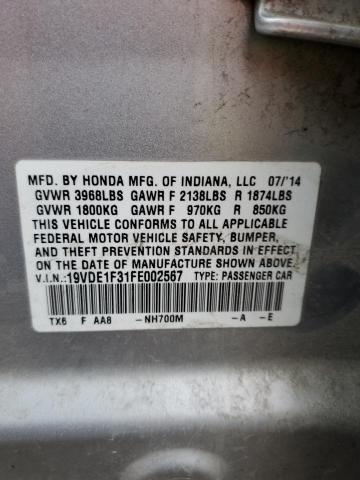 MFD. BY HONDA MFG. OF INDIANA, LLC 07/'14
GVWR 3968LBS GAWR F 2138LBS R 1874LBS
GVWR 1800KG GAWR F 970KG R 850KG
THIS VEHICLE CONFORMS TO ALL APPLICABLE
FEDERAL MOTOR VEHICLE SAFETY, BUMPER,
AND THEFT PREVENTION STANDARDS IN EFFECT
ON THE DATE OF MANUFACTURE SHOWN
ABOVE.
V.I.N.:19VDE1F31FE002567 TYPE: PASSENGER CAR
TX6 F AA8 -NH700M -A -E